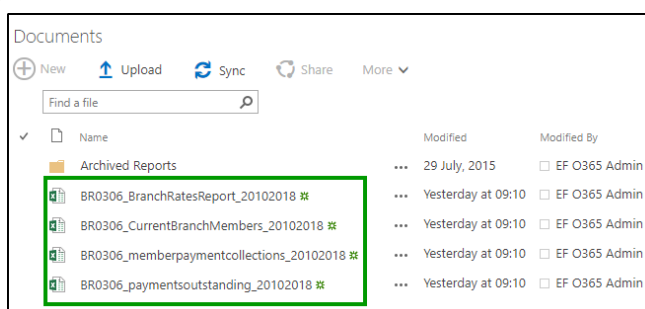 Documents
New Upload Sync Share More
Find a file
Name Modified Modified By
Archived Reports ... 29 July, 2015 EF O365 Admin
BR0306_BranchRatesReport_20102018 ... Yesterday at 09:10 EF O365 Admin
BR0306_CurrentBranchMembers_20102018 ... Yesterday at 09:10 EF O365 Admin
BR0306_memberpaymentcollections_20102018 ... Yesterday at 09:10 EF O365 Admin
BR0306_paymentsoutstanding_20102018 ... Yesterday at 09:10 EF O365 Admin